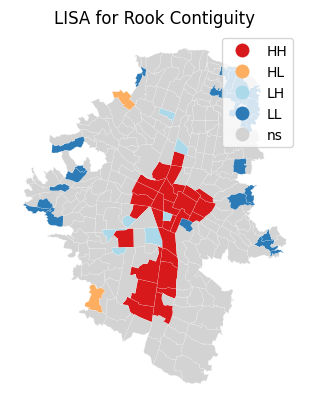 LISA for Rook Contiguity
HH
HL
LH
LL
ns